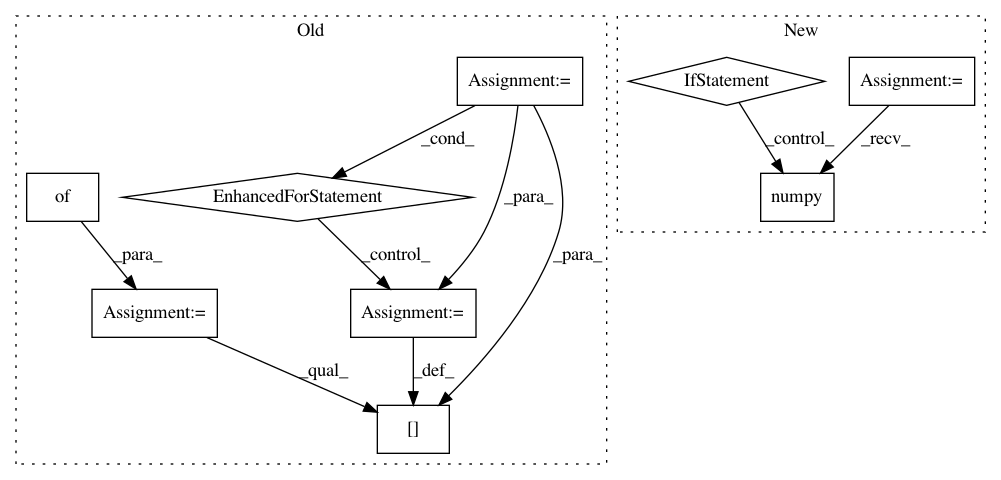 Old
New
Assignment:=
IfStatement
Assignment:=
_cond_
_control_
_recv_
of
EnhancedForStatement
_para_
numpy
_para_
_control_
_para_
Assignment:=
Assignment:=
_qual_
_def_
[]